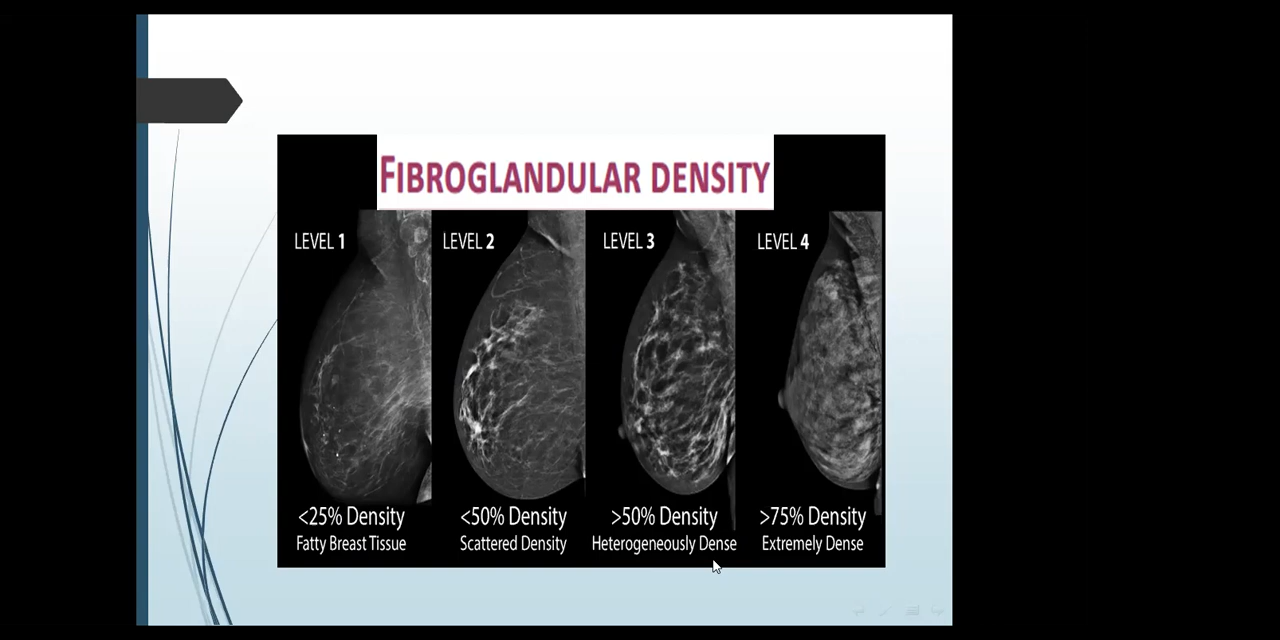 FIBROGLANDULAR DENSITY
LEVEL 1
LEVEL 2
LEVEL 3
LEVEL 4
<25% Density
Fatty Breast Tissue
<50% Density
Scattered Density
>50% Density
Heterogeneously Dense
>75% Density
Extremely Dense